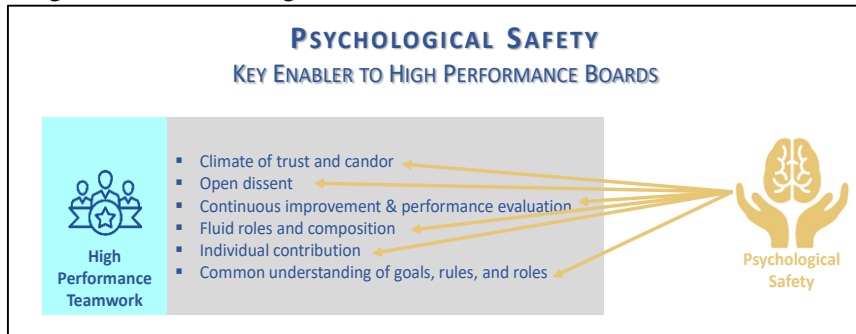 PSYCHOLOGICAL SAFETY
KEY ENABLER TO HIGH PERFORMANCE BOARDS
▪ Climate of trust and candor
▪ Open dissent
▪ Continuous improvement & performance evaluation
▪ Fluid roles and composition
▪ Individual contribution
▪ Common understanding of goals, rules, and roles
High
Performance
Teamwork
Psychological
Safety